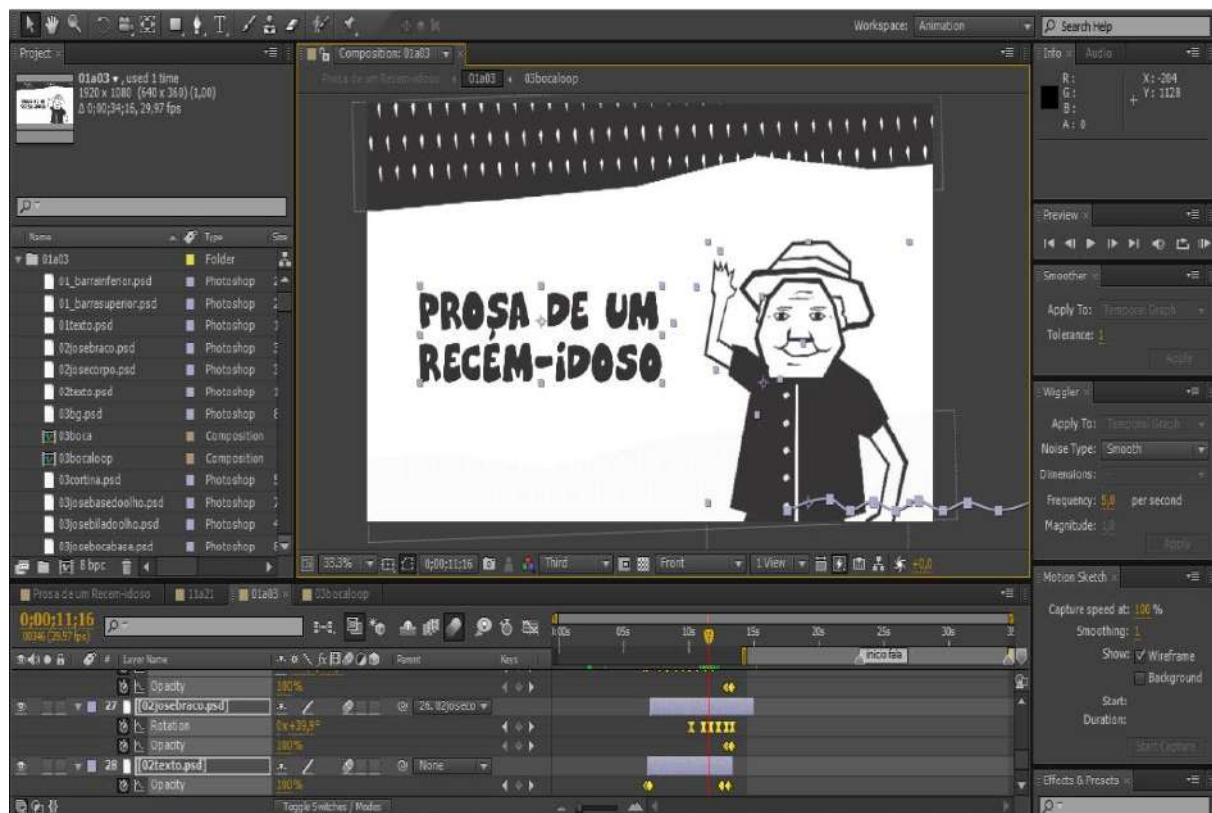 Workspace: Animation
Search Help
Project
Composition: 01a03
Info Audio
01a03, used 1 time
1920 x 1080 (640 x 360) (1,00)
Δ 0;00;34;16, 29,97 fps
Prosa de um Recem-idoso 01a03 03bocaloop
R: X: -204
G: Y: 1128
B:
A: 0
PROSA DE UM
RECÉM-iDOSO
Name Type Size
01a03 Folder
01_barrainferior.psd Photoshop
01_barrasuperior.psd Photoshop
01texto.psd Photoshop
02josebraco.psd Photoshop
02josecorpo.psd Photoshop
02texto.psd Photoshop
03bg.psd Photoshop
03boca Composition
03bocaloop Composition
03cortina.psd Photoshop
03josebasedoolho.psd Photoshop
03josebiladoolho.psd Photoshop
03josebocabase.psd Photoshop
8 bpc
33,3% 0;00;11;16 Third Front 1 View +0,0
Preview
Smoother
Apply To: Temporal Graph
Tolerance: 1
Apply
Wiggler
Apply To: Temporal Graph
Noise Type: Smooth
Dimensions:
Frequency: 5,0 per second
Magnitude: 1,0
Apply
Motion Sketch
Capture speed at: 100 %
Smoothing: 1
Show: Wireframe
Background
Start:
Duration:
Start Capture
Effects & Presets
Prosa de um Recem-idoso 11a21 01a03 03bocaloop
0;00;11;16
00346 (29.97 fps)
05s 10s 15s 20s 25s 30s
# Layer Name Parent Keys
inicio fala
Opacity 100%
27 [02josebraco.psd] 26. 02joseco
Rotation 0x+39,9°
Opacity 100%
28 [02texto.psd] None
Opacity 100%
Toggle Switches / Modes